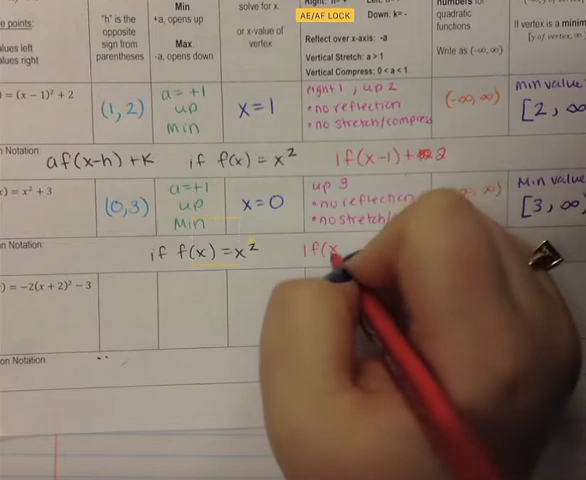 "h" is the
opposite
sign from
parentheses
Min
+a, opens up
Max
-a, opens down
solve for x.
or x-value of
vertex
AE/AF LOCK
Down: k= -
Reflect over x-axis: -a
Vertical Stretch: a > 1
Vertical Compress: 0 < a < 1
quadratic
functions
Write as (-∞, ∞)
If vertex is a
e points:
alues left
alues right
) = (x − 1)² + 2
(1, 2)
a = +1
up
min
x = 1
right 1, up 2
• no reflection
• no stretch/compress
(-∞, ∞)
min value
[2, ∞
n Notation:
af(x-h) + k if f(x) = x² 1f(x-1) + 2
) = x² + 3
(0,3)
a = +1
up
Min
x = 0
up 3
• no reflection
• no stretch/
∞)
Min value
[3, ∞)
n Notation:
if f(x) = x² 1f(x
) = −2(x + 2)² − 3
on Notation: